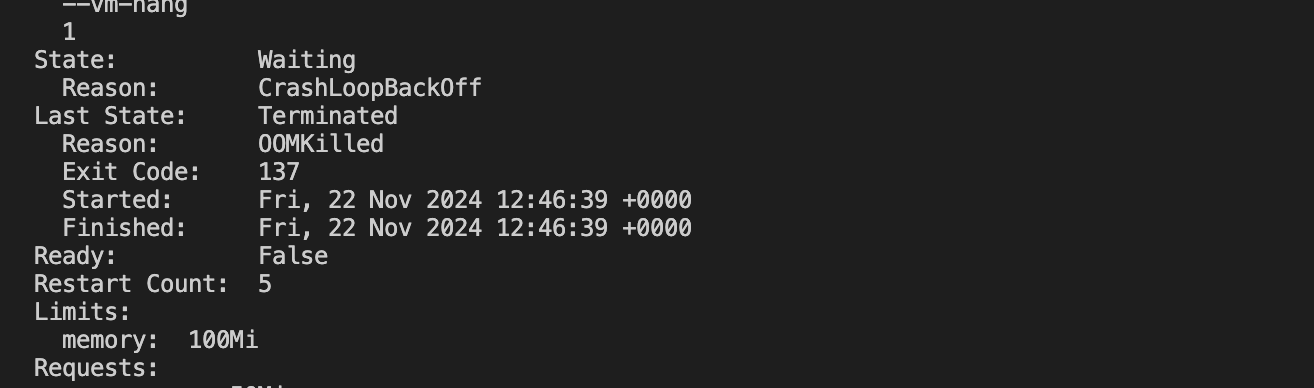 --vm-hang
1
State: Waiting
Reason: CrashLoopBackOff
Last State: Terminated
Reason: OOMKilled
Exit Code: 137
Started: Fri, 22 Nov 2024 12:46:39 +0000
Finished: Fri, 22 Nov 2024 12:46:39 +0000
Ready: False
Restart Count: 5
Limits:
memory: 100Mi
Requests: